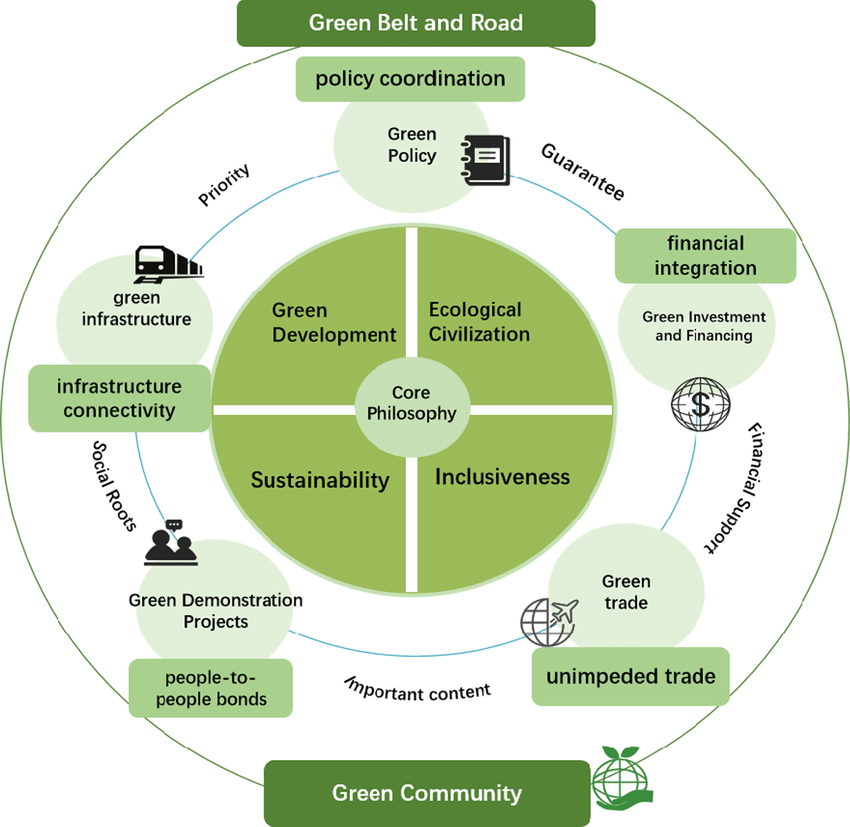 Green Belt and Road
policy coordination
Green
Policy
Priority
Guarantee
financial
integration
green
infrastructure
Green Investment
and Financing
Green
Development
Ecological
Civilization
infrastructure
connectivity
Core
Philosophy
$
Social Roots
Sustainability
Inclusiveness
Financial Support
Green Demonstration
Projects
Green
trade
people-to-
people bonds
unimpeded trade
Important content
Green Community